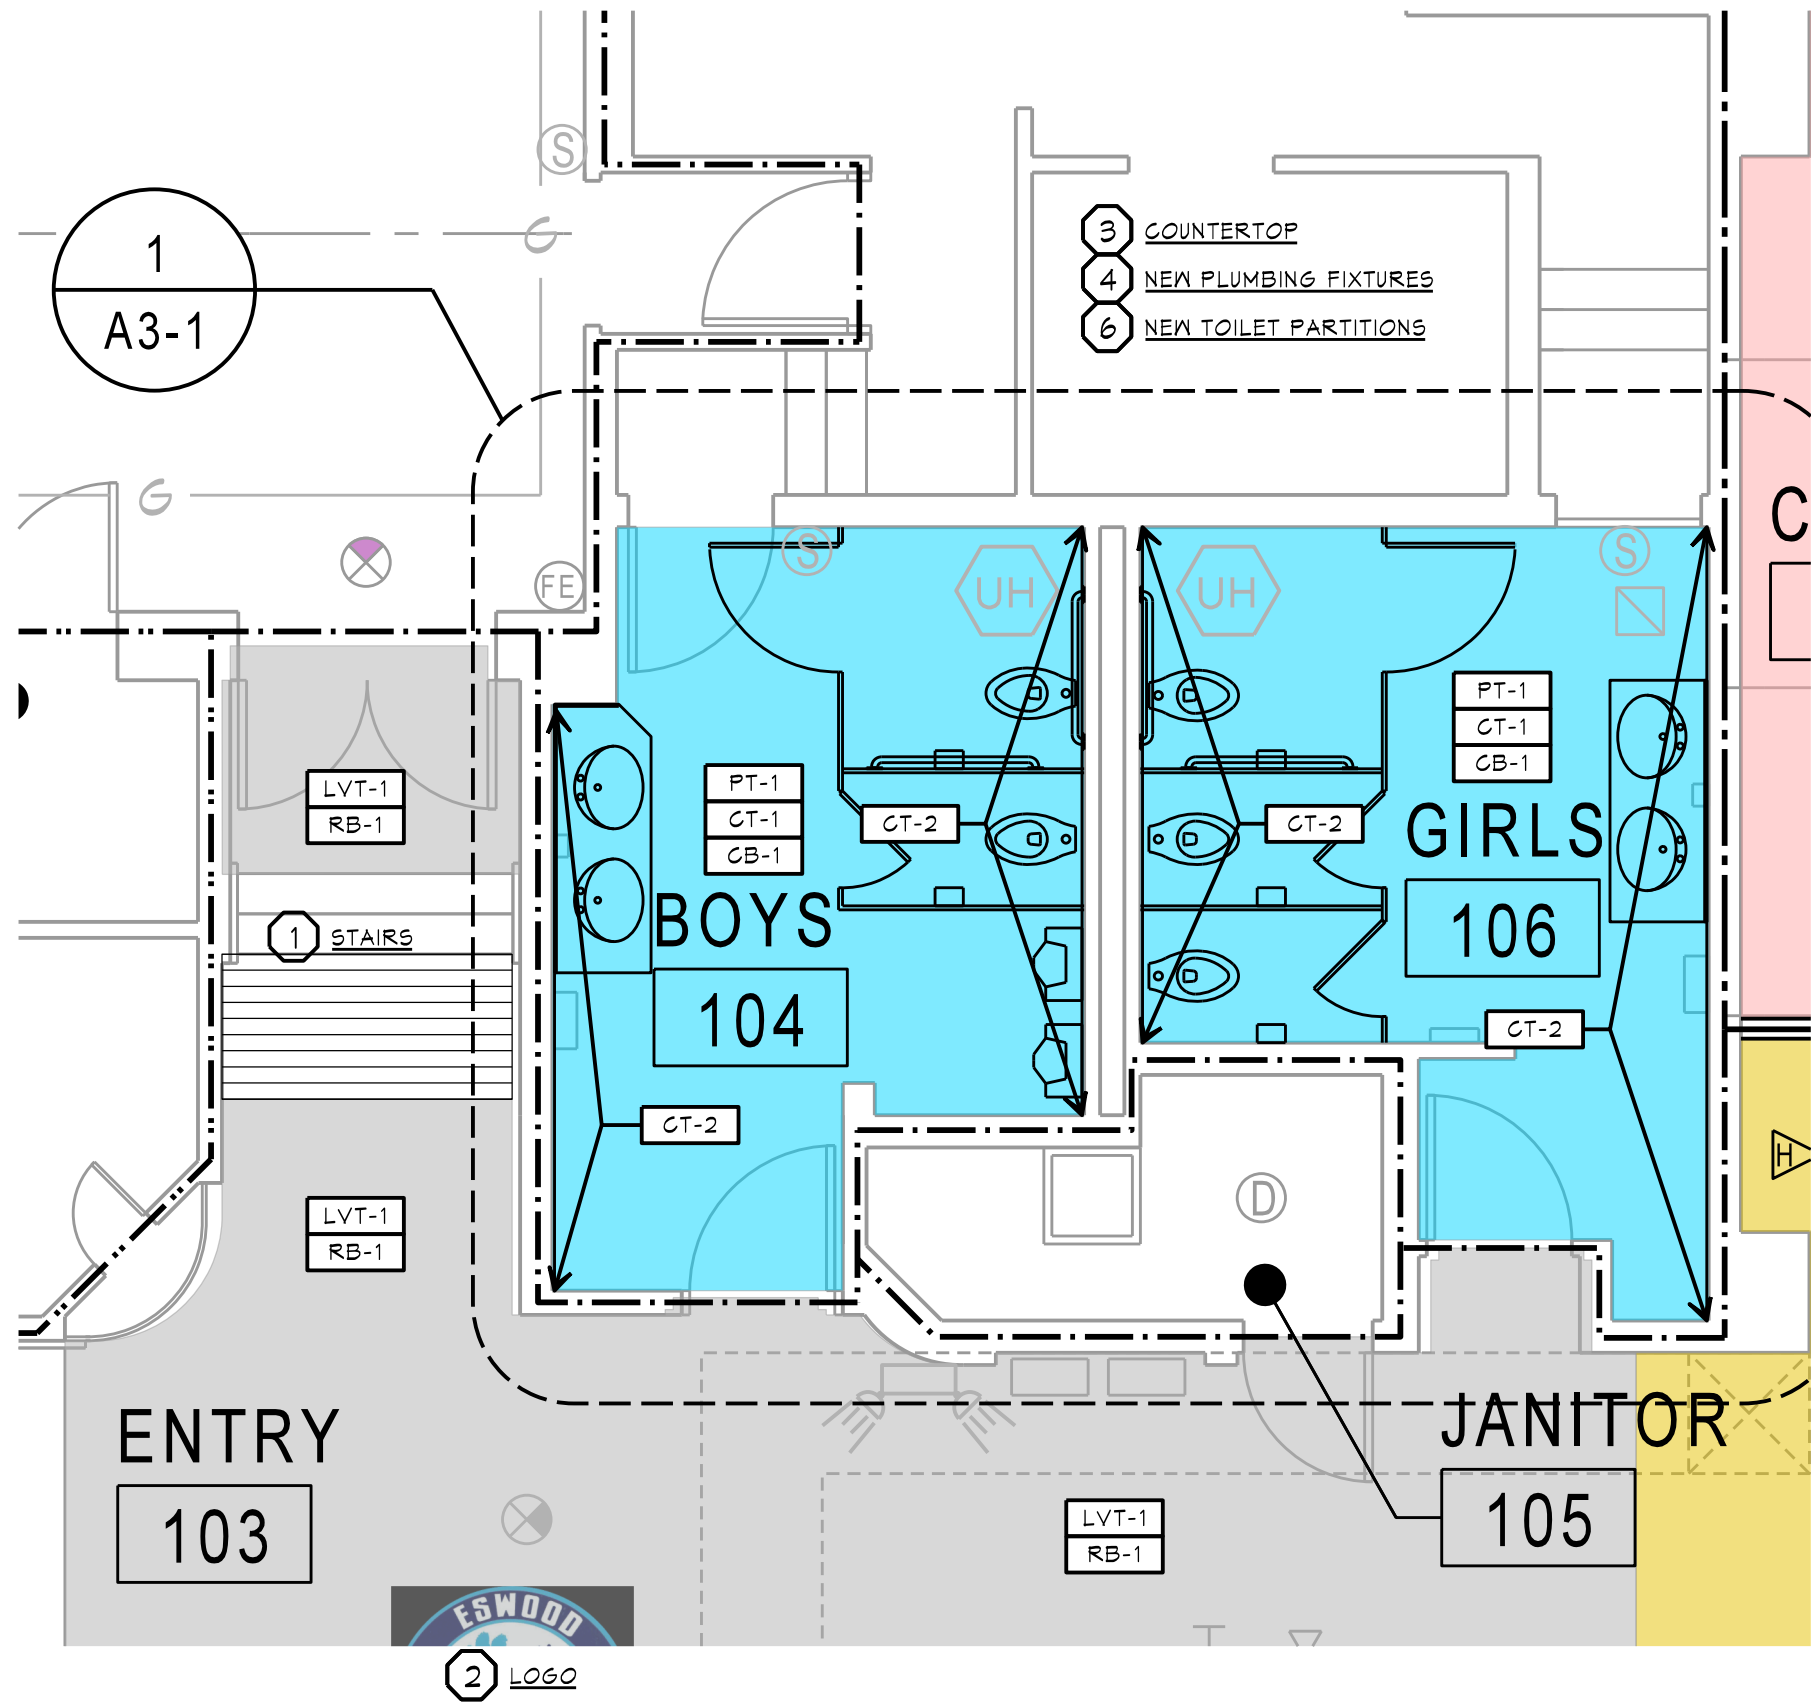 S
1
A3-1
G
3 COUNTERTOP
4 NEW PLUMBING FIXTURES
6 NEW TOILET PARTITIONS
G
C
S
UH
UH
S
FE
PT-1
CT-1
CB-1
LVT-1
RB-1
PT-1
CT-1
CB-1
CT-2
CT-2
GIRLS
106
BOYS
104
1 STAIRS
CT-2
CT-2
H
LVT-1
RB-1
D
ENTRY
103
JANITOR
105
LVT-1
RB-1
ESWOOD
2 LOGO